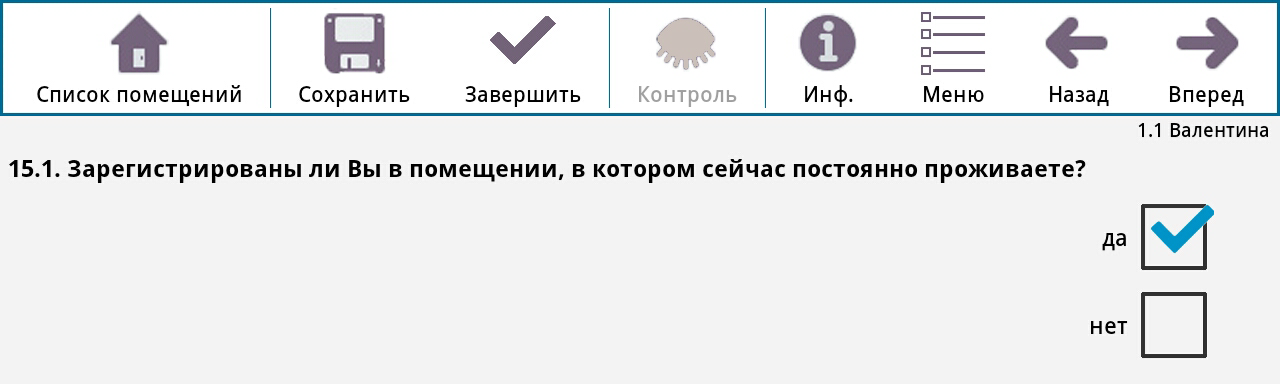 Список помещений Сохранить Завершить Контроль Инф. Меню Назад Вперед
1.1 Валентина
15.1. Зарегистрированы ли Вы в помещении, в котором сейчас постоянно проживаете?
да
нет